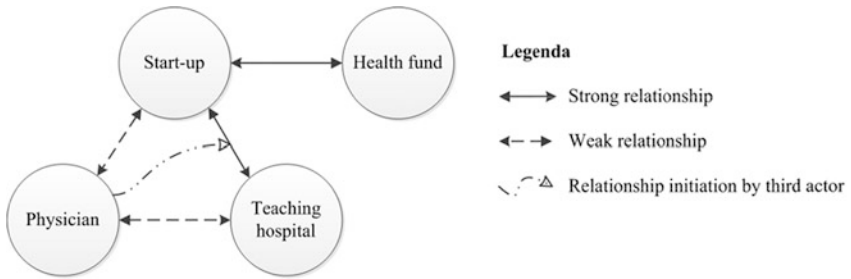 Start-up
Health fund
Physician
Teaching
hospital
Legenda
Strong relationship
Weak relationship
Relationship initiation by third actor